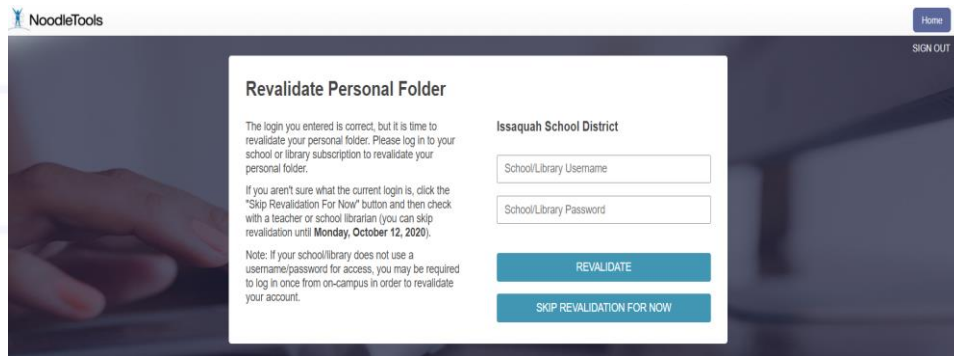 NoodleTools
Home
SIGN OUT
Revalidate Personal Folder
The login you entered is correct, but it is time to
revalidate your personal folder. Please log in to your
school or library subscription to revalidate your
personal folder.
If you aren't sure what the current login is, click the
"Skip Revalidation For Now" button and then check
with a teacher or school librarian (you can skip
revalidation until Monday, October 12, 2020).
Note: If your school/library does not use a
username/password for access, you may be required
to log in once from on-campus in order to revalidate
your account.
Issaquah School District
School/Library Username
School/Library Password
REVALIDATE
SKIP REVALIDATION FOR NOW